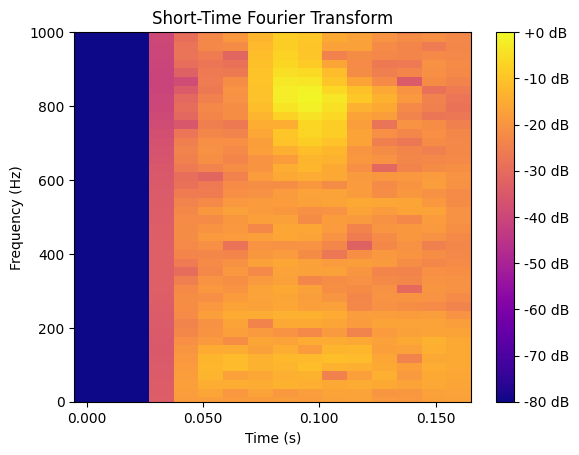 Short-Time Fourier Transform
1000
800
600
400
200
0
Frequency (Hz)
0.000
0.050
0.100
0.150
Time (s)
+0 dB
-10 dB
-20 dB
-30 dB
-40 dB
-50 dB
-60 dB
-70 dB
-80 dB